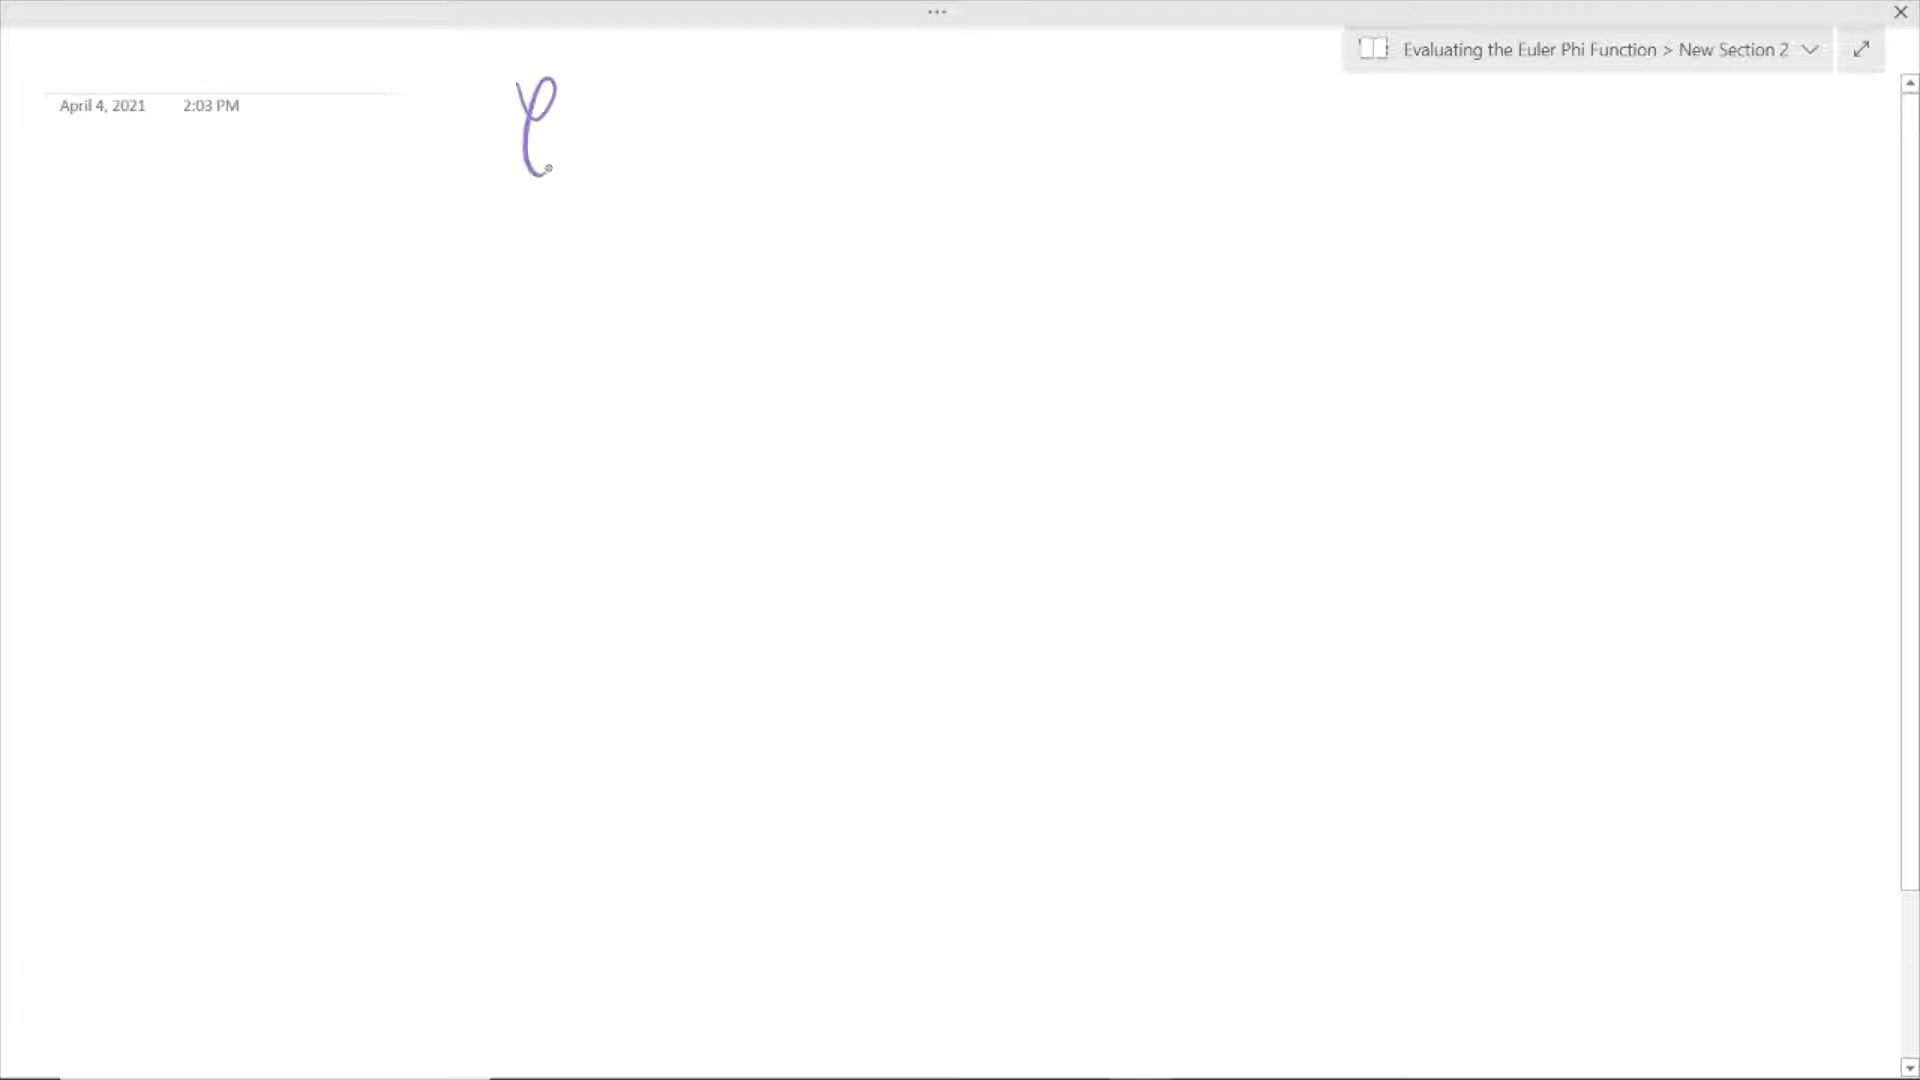 Evaluating the Euler Phi Function > New Section 2
April 4, 2021 2:03 PM